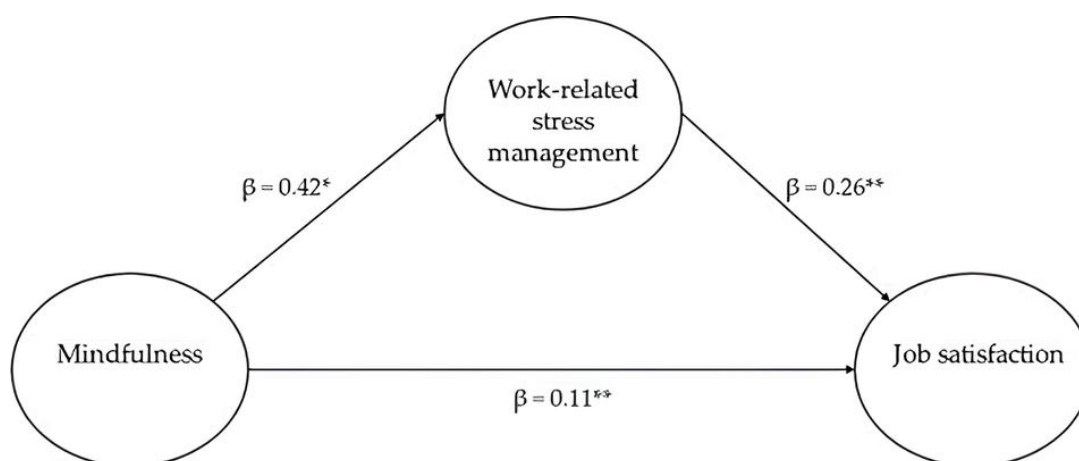 Work-related
stress
management
β = 0.42*
β = 0.26**
Mindfulness
Job satisfaction
β = 0.11**